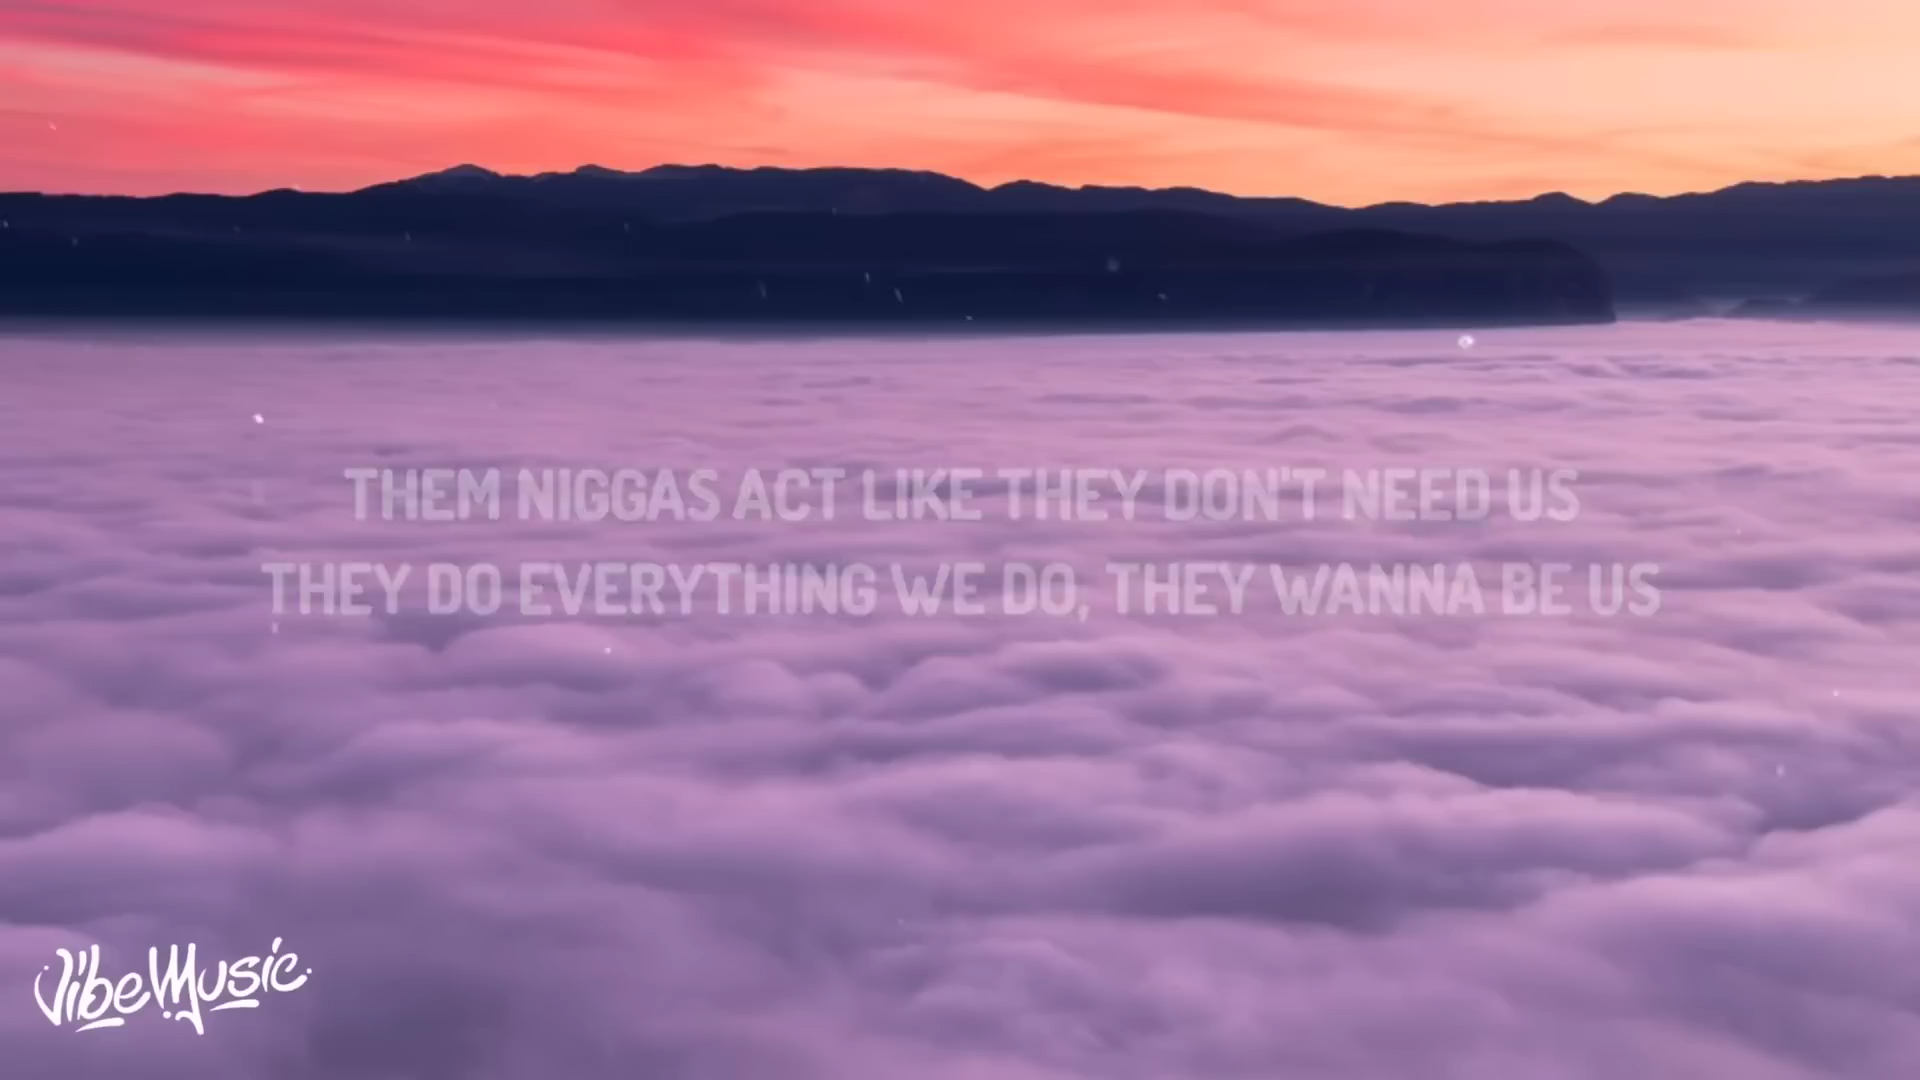 THEM NIGGAS ACT LIKE THEY DON'T NEED US
THEY DO EVERYTHING WE DO, THEY WANNA BE US
VibeMusic